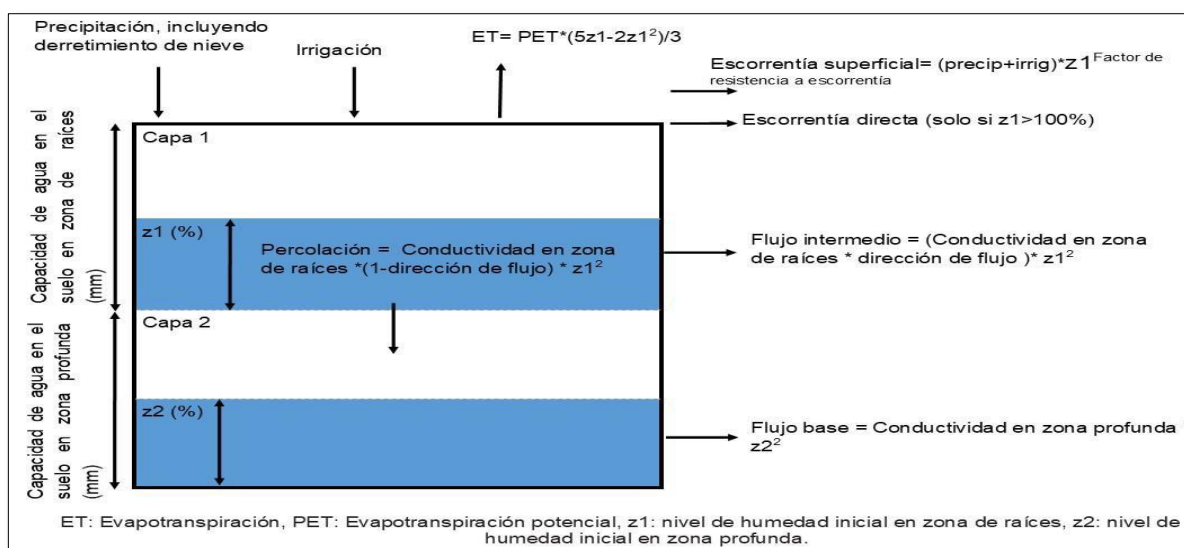 Precipitación, incluyendo
derretimiento de nieve
Irrigación
ET= PET*(5z1-2z1²)/3
Escorrentía superficial= (precip+irrig)*z1^Factor de
resistencia a escorrentía
Escorrentía directa (solo si z1>100%)
Capacidad de agua en el
suelo en zona de raíces
(mm)
Capa 1
z1 (%)
Percolación = Conductividad en zona
de raíces *(1-dirección de flujo) * z1²
Flujo intermedio = (Conductividad en zona
de raíces * dirección de flujo )* z1²
Capacidad de agua en el
suelo en zona profunda
(mm)
Capa 2
z2 (%)
Flujo base = Conductividad en zona profunda *
z2²
ET: Evapotranspiración, PET: Evapotranspiración potencial, z1: nivel de humedad inicial en zona de raíces, z2: nivel de
humedad inicial en zona profunda.